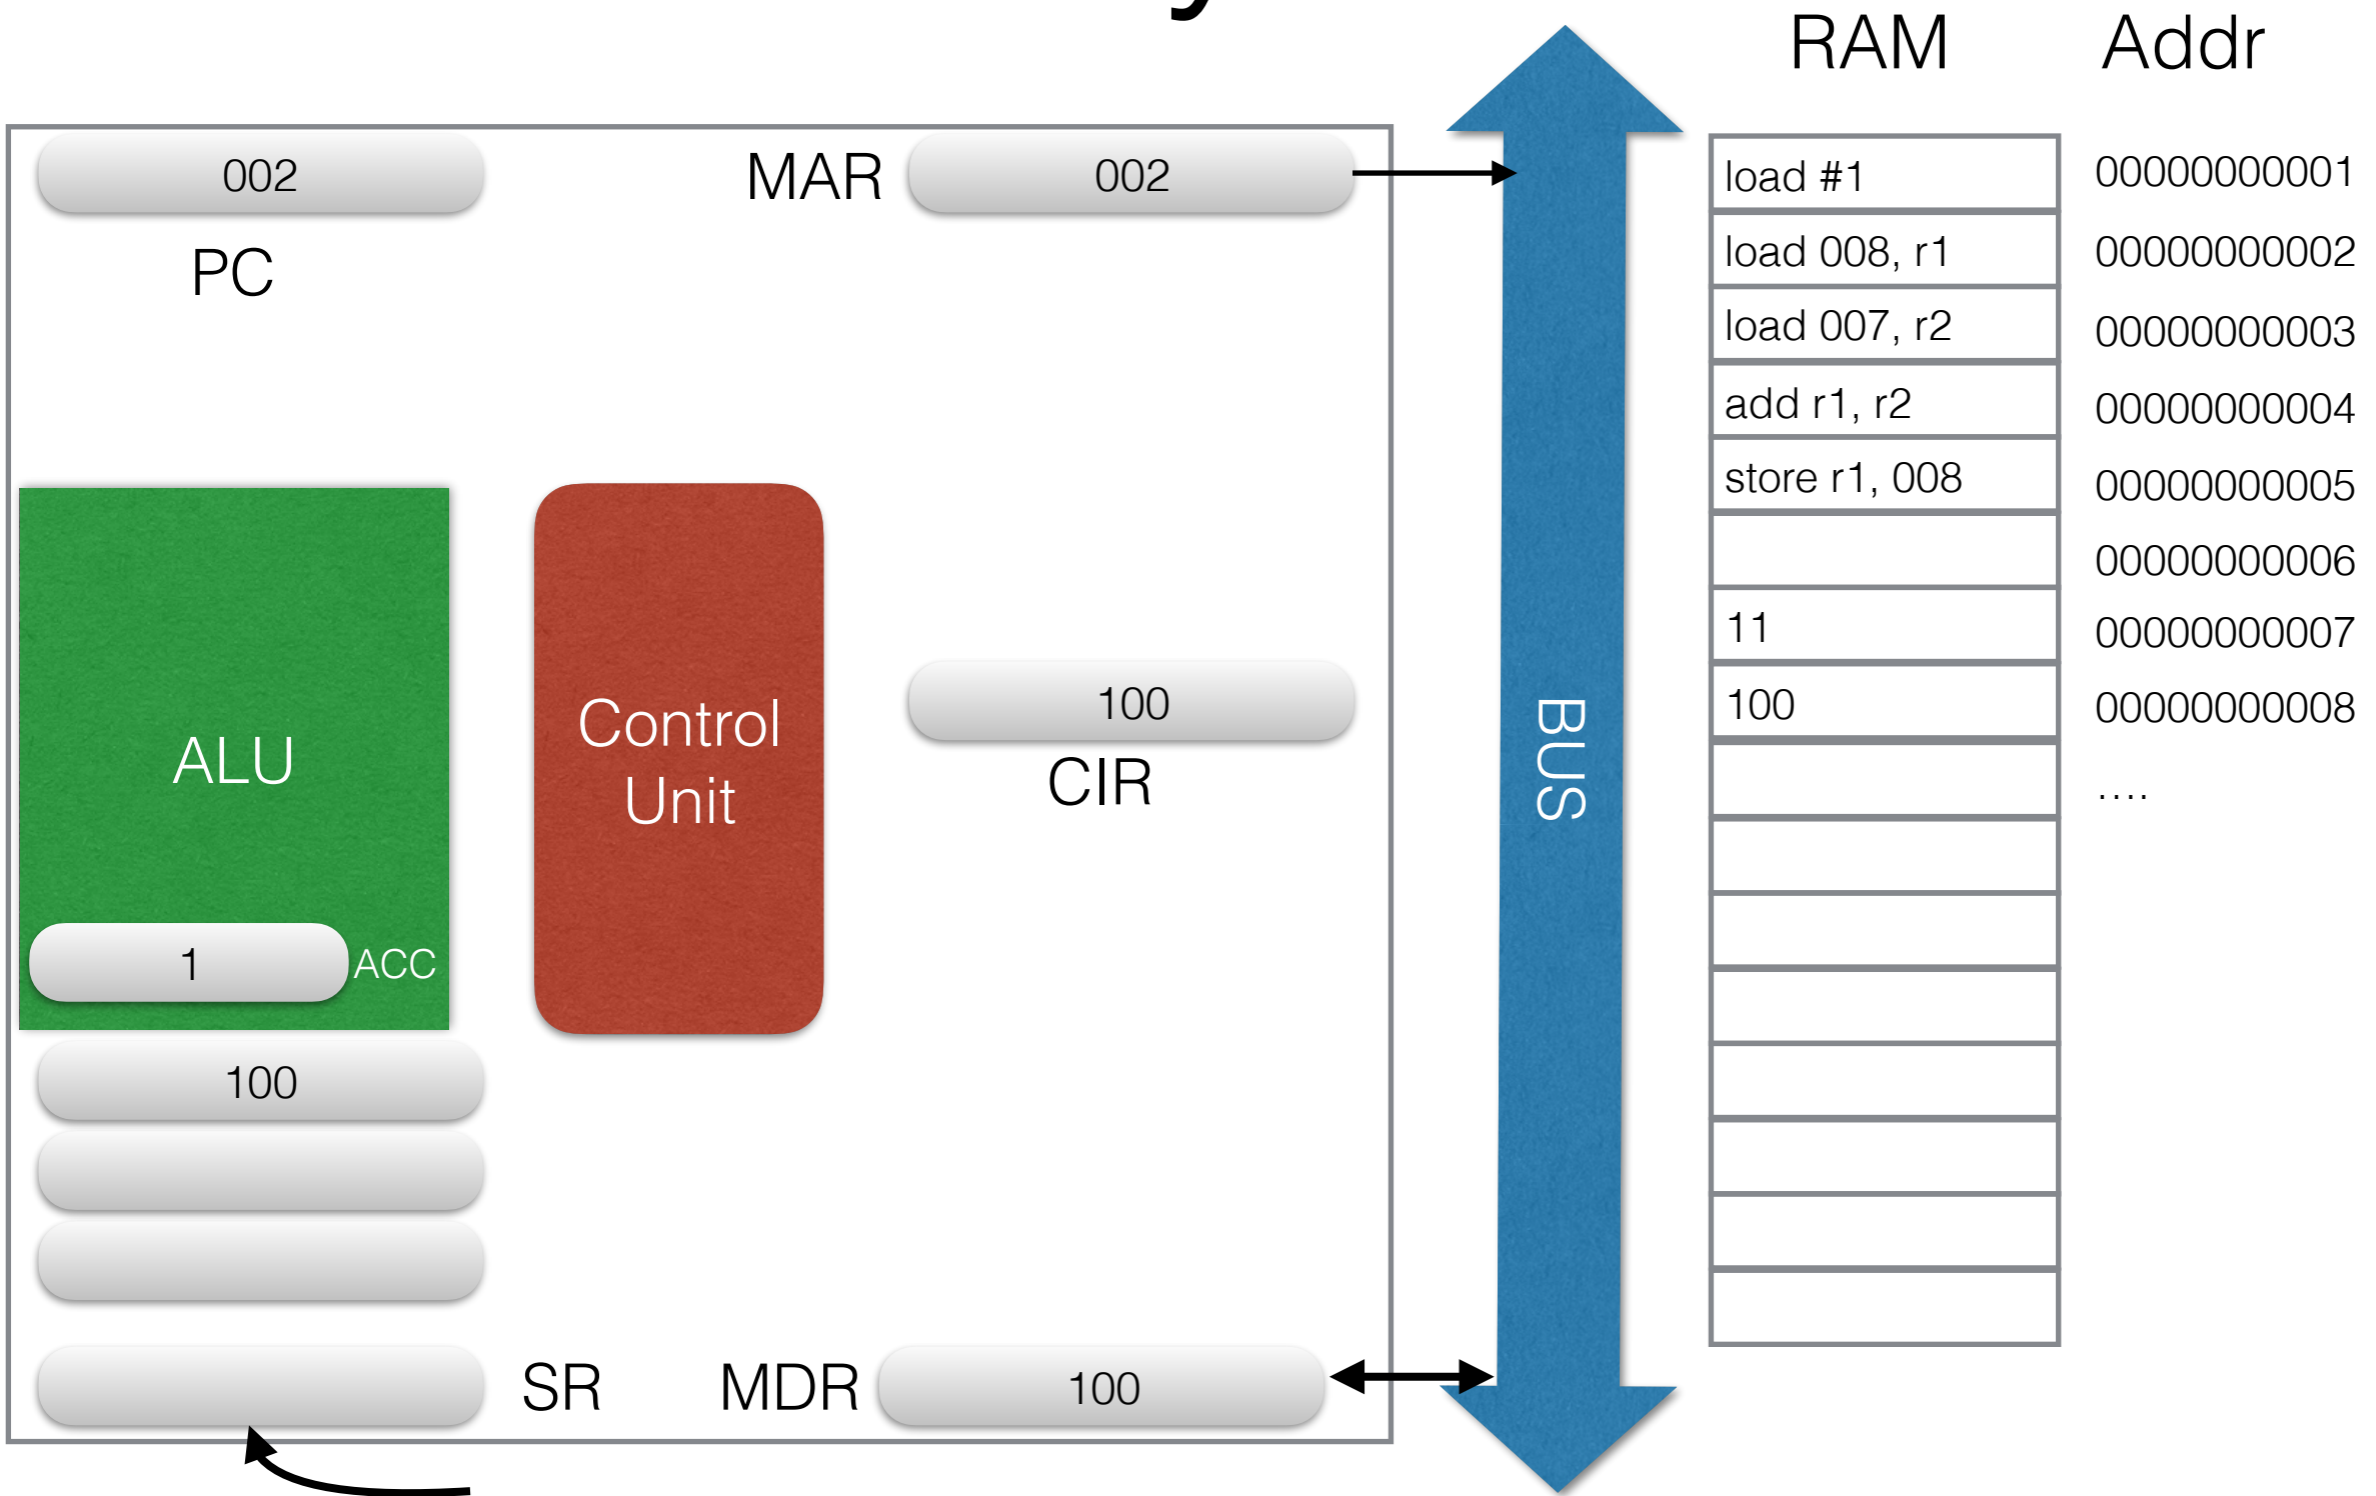 RAM Addr
002
PC
MAR 002
load #1 00000000001
load 008, r1 00000000002
load 007, r2 00000000003
add r1, r2 00000000004
store r1, 008 00000000005
00000000006
11 00000000007
100 00000000008
....
ALU
Control
Unit
100
CIR
BUS
1 ACC
100
SR
MDR 100